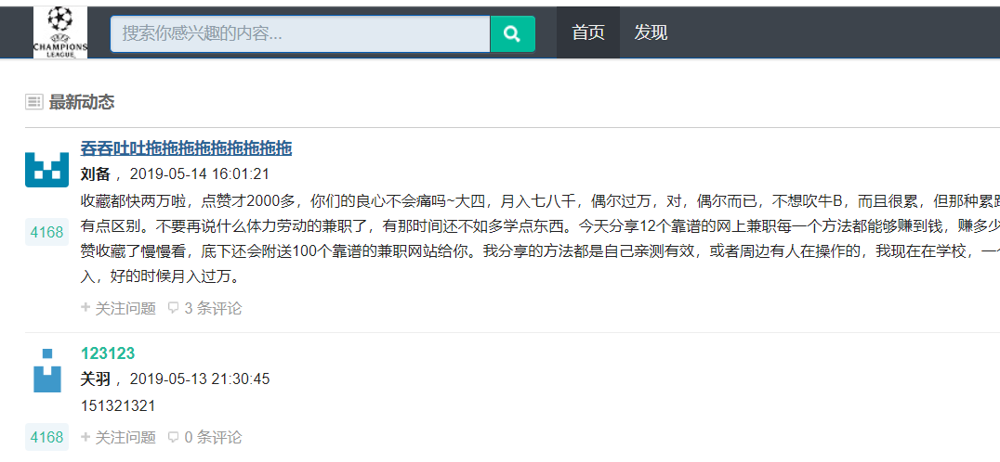 CHAMPIONS
LEAGUE
搜索你感兴趣的内容...
首页 发现
最新动态
吞吞吐吐拖拖拖拖拖拖拖拖拖
刘备 ，2019-05-14 16:01:21
收藏都快两万啦，点赞才2000多，你们的良心不会痛吗~大四，月入七八千，偶尔过万，对，偶尔而已，不想吹牛B，而且很累，但那种累跟
有点区别。不要再说什么体力劳动的兼职了，有那时间还不如多学点东西。今天分享12个靠谱的网上兼职每一个方法都能够赚到钱，赚多少
4168
赞收藏了慢慢看，底下还会附送100个靠谱的兼职网站给你。我分享的方法都是自己亲测有效，或者周边有人在操作的，我现在在学校，一个
入，好的时候月入过万。
+ 关注问题 3 条评论
123123
关羽 ，2019-05-13 21:30:45
151321321
4168 + 关注问题 0 条评论